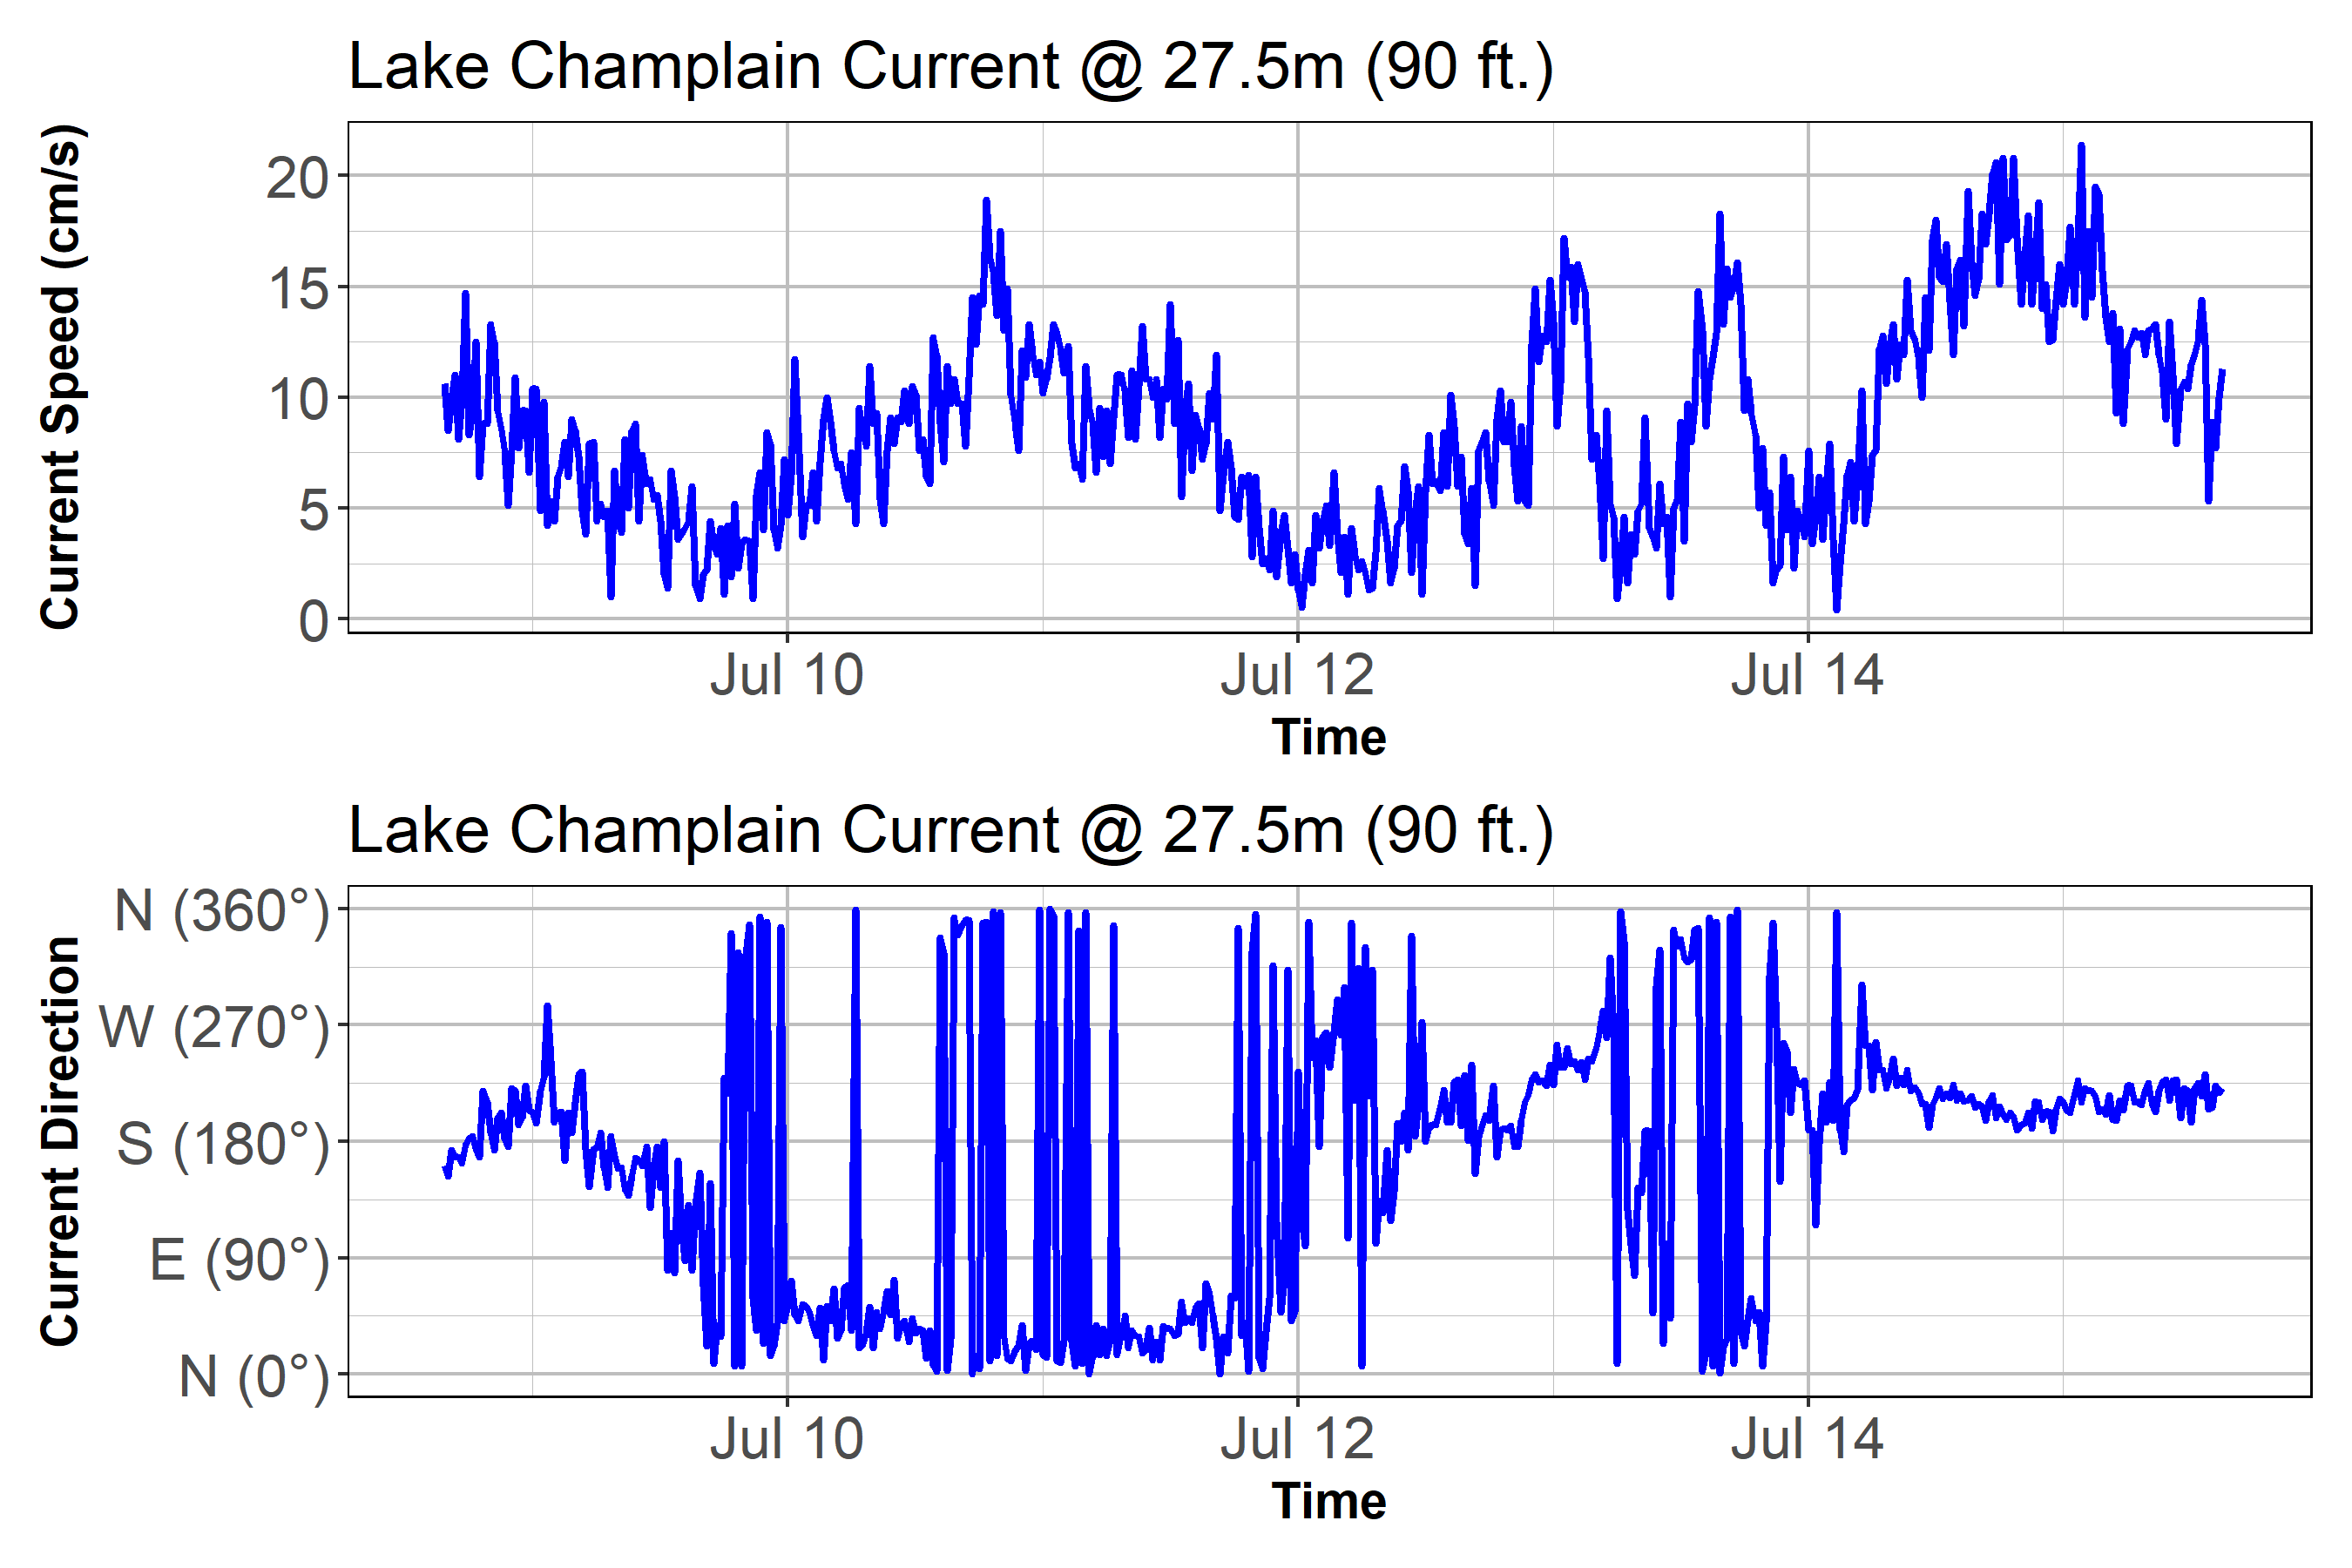 Lake Champlain Current @ 27.5m (90 ft.)
Current Speed (cm/s)
20
15
10
5
0
Jul 10 Jul 12 Jul 14
Time
Lake Champlain Current @ 27.5m (90 ft.)
Current Direction
N (360°)
W (270°)
S (180°)
E (90°)
N (0°)
Jul 10 Jul 12 Jul 14
Time